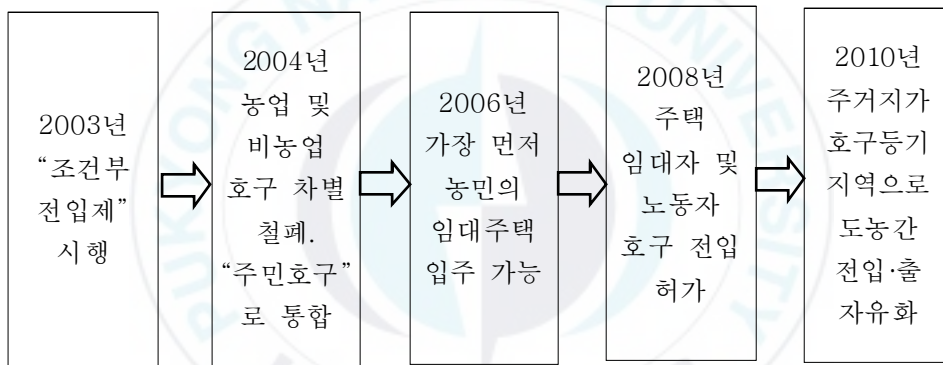 2003년
“조건부
전입제”
시행
2004년
농업 및
비농업
호구 차별
철폐.
“주민호구”
로 통합
2006년
가장 먼저
농민의
임대주택
입주 가능
2008년
주택
임대자 및
노동자
호구 전입
허가
2010년
주거지가
호구등기
지역으로
도농간
전입·출
자유화